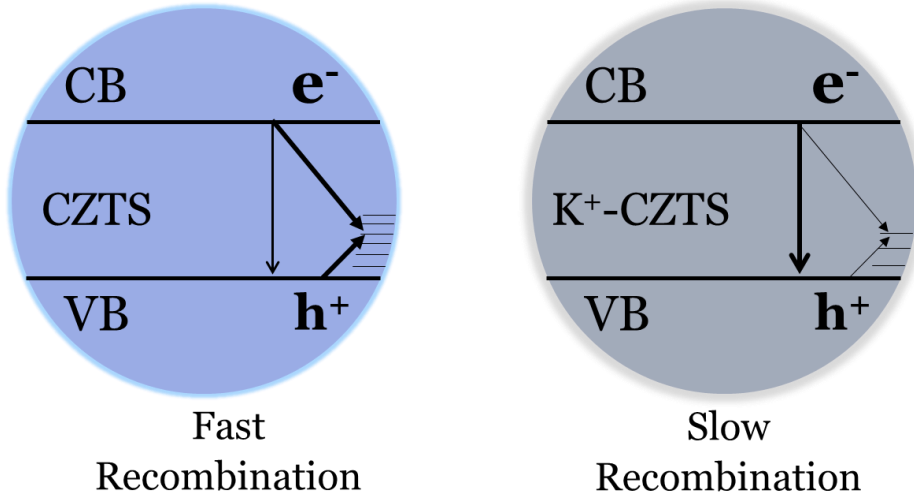 CB e⁻
CZTS
VB h⁺
Fast
Recombination
CB e⁻
K⁺-CZTS
VB h⁺
Slow
Recombination